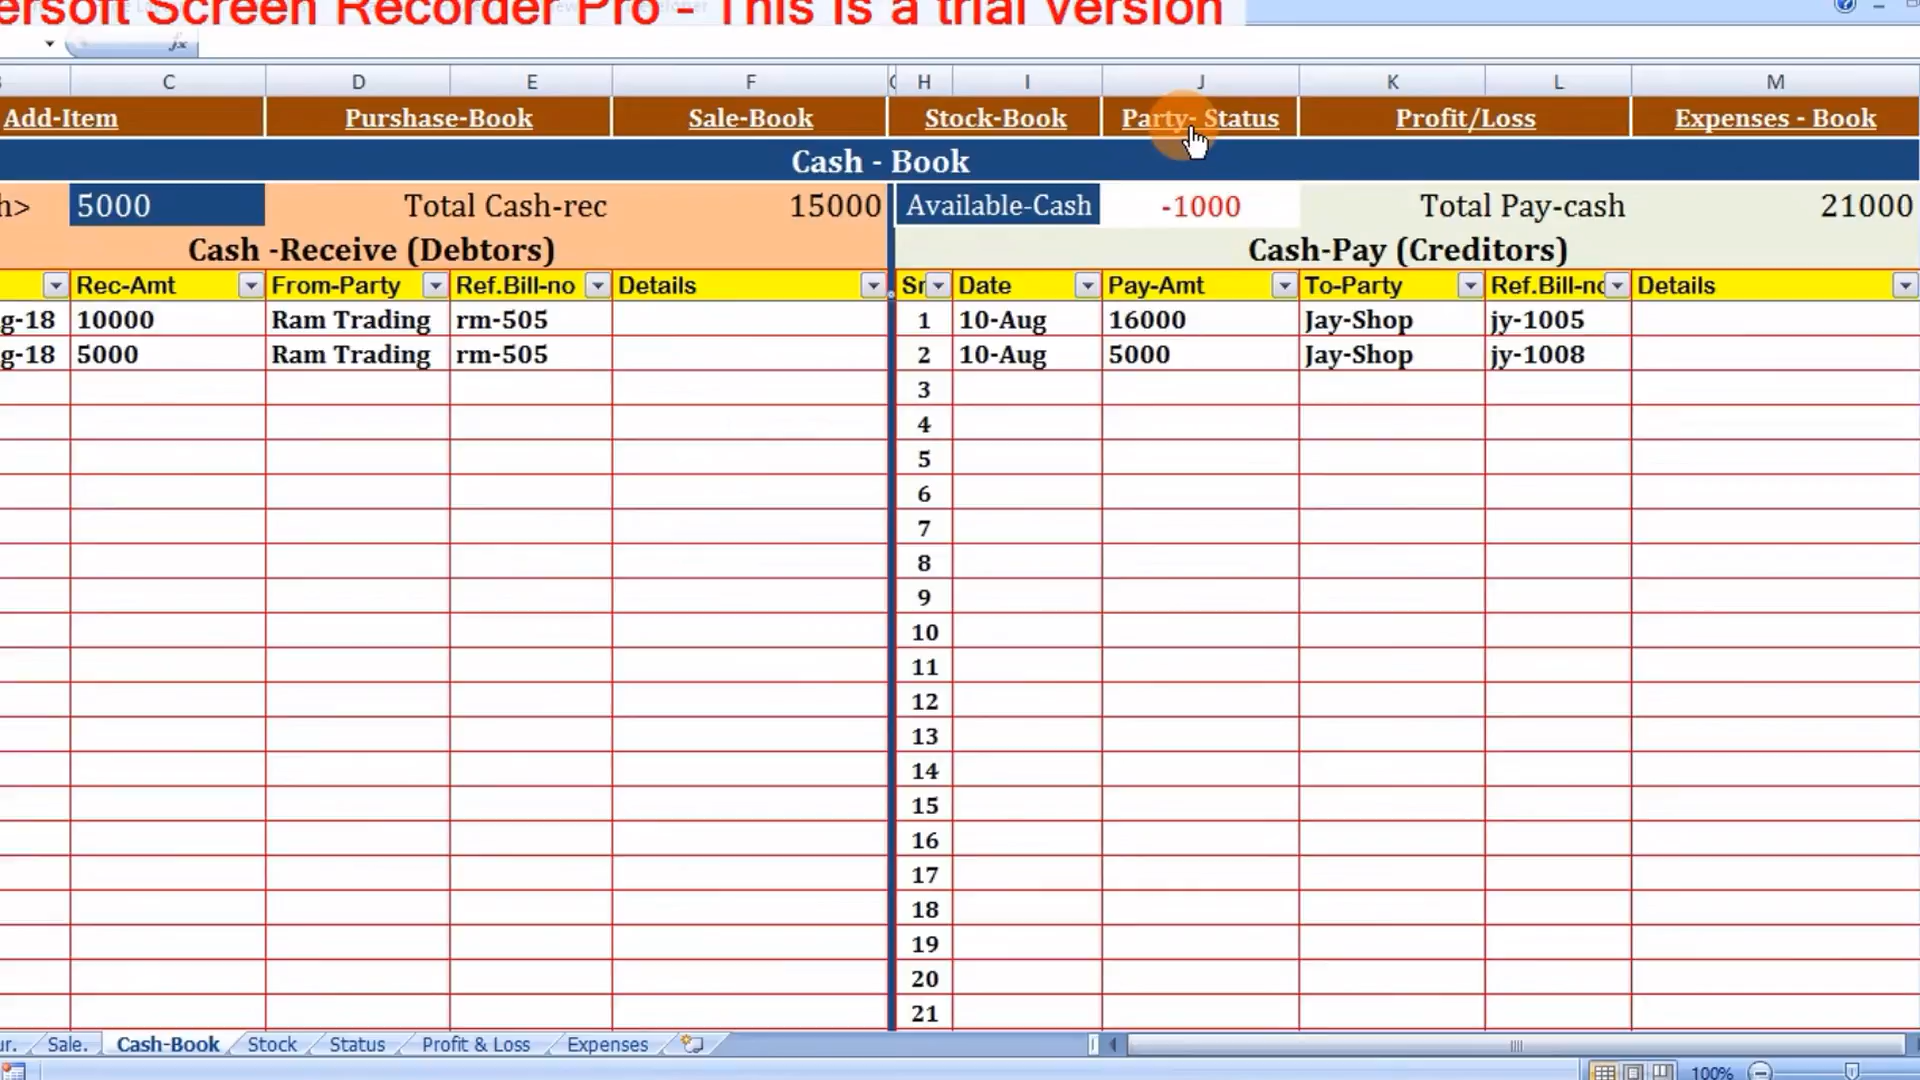 ersoft Screen Recorder Pro - This is a trial version
fx
C D E F H I J K L M
Add-Item Purshase-Book Sale-Book Stock-Book Party- Status Profit/Loss Expenses - Book
Cash - Book
h> 5000 Total Cash-rec 15000 Available-Cash -1000 Total Pay-cash 21000
Cash -Receive (Debtors) Cash-Pay (Creditors)
Rec-Amt From-Party Ref.Bill-no Details Sr Date Pay-Amt To-Party Ref.Bill-no Details
g-18 10000 Ram Trading rm-505 1 10-Aug 16000 Jay-Shop jy-1005
g-18 5000 Ram Trading rm-505 2 10-Aug 5000 Jay-Shop jy-1008
3
4
5
6
7
8
9
10
11
12
13
14
15
16
17
18
19
20
21
ur. Sale. Cash-Book Stock Status Profit & Loss Expenses
100%